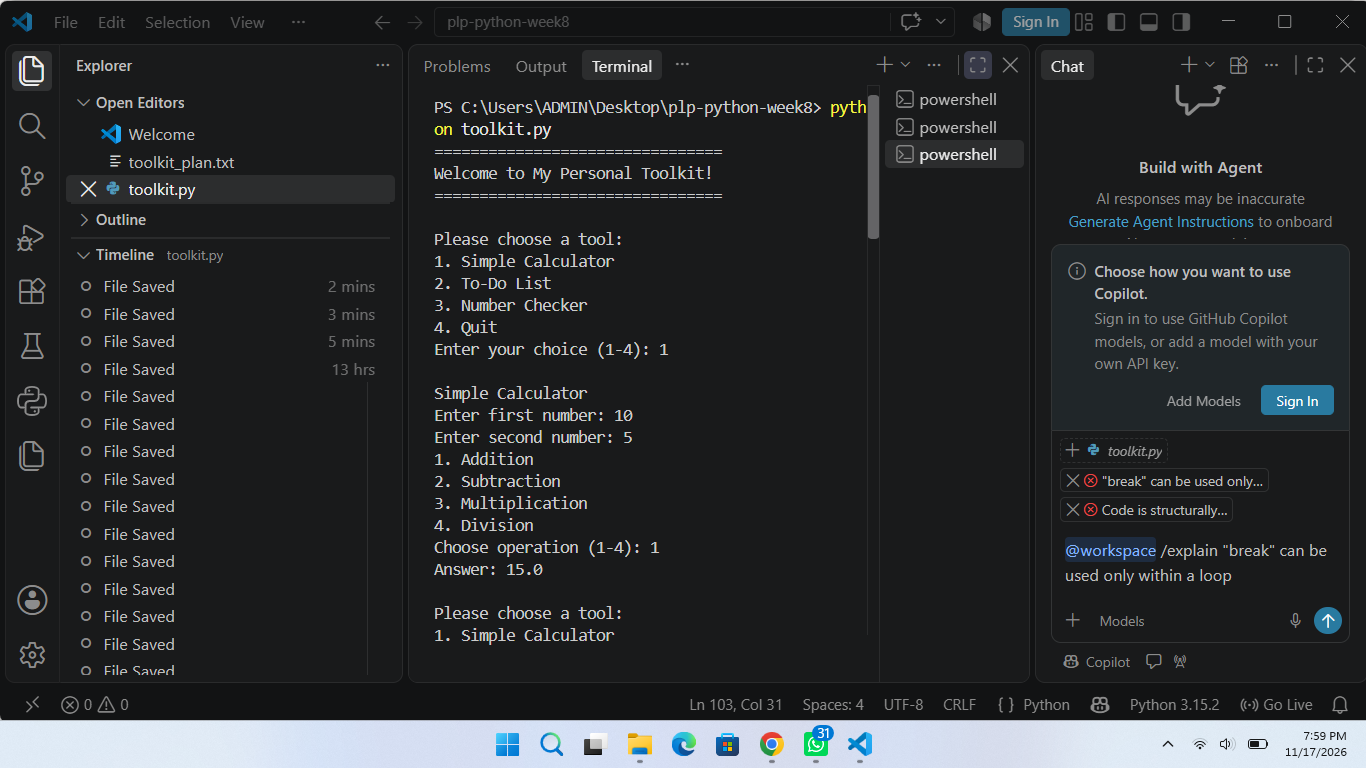 File Edit Selection View ··· plp-python-week8 Sign In
Explorer ···
Open Editors
Welcome
toolkit_plan.txt
toolkit.py
Outline
Timeline toolkit.py
File Saved 2 mins
File Saved 3 mins
File Saved 5 mins
File Saved 13 hrs
File Saved
File Saved
File Saved
File Saved
File Saved
File Saved
File Saved
File Saved
File Saved
File Saved
File Saved
Problems Output Terminal ···
PS C:\Users\ADMIN\Desktop\plp-python-week8> pyth
on toolkit.py
================================
Welcome to My Personal Toolkit!
================================
Please choose a tool:
1. Simple Calculator
2. To-Do List
3. Number Checker
4. Quit
Enter your choice (1-4): 1
Simple Calculator
Enter first number: 10
Enter second number: 5
1. Addition
2. Subtraction
3. Multiplication
4. Division
Choose operation (1-4): 1
Answer: 15.0
Please choose a tool:
1. Simple Calculator
powershell
powershell
powershell
Chat
Build with Agent
AI responses may be inaccurate
Generate Agent Instructions to onboard
Choose how you want to use
Copilot.
Sign in to use GitHub Copilot
models, or add a model with your
own API key.
Add Models Sign In
toolkit.py
"break" can be used only...
Code is structurally...
@workspace /explain "break" can be
used only within a loop
Models
Copilot
0 0 Ln 103, Col 31 Spaces: 4 UTF-8 CRLF { } Python Python 3.15.2 Go Live
31
7:59 PM
11/17/2026